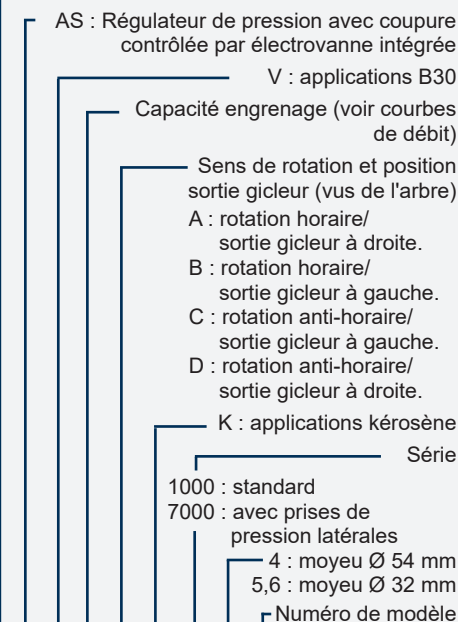 AS : Régulateur de pression avec coupure
contrôlée par électrovanne intégrée
V : applications B30
Capacité engrenage (voir courbes
de débit)
Sens de rotation et position
sortie gicleur (vus de l'arbre)
A : rotation horaire/
sortie gicleur à droite.
B : rotation horaire/
sortie gicleur à gauche.
C : rotation anti-horaire/
sortie gicleur à gauche.
D : rotation anti-horaire/
sortie gicleur à droite.
K : applications kérosène
Série
1000 : standard
7000 : avec prises de
pression latérales
4 : moyeu Ø 54 mm
5,6 : moyeu Ø 32 mm
Numéro de modèle